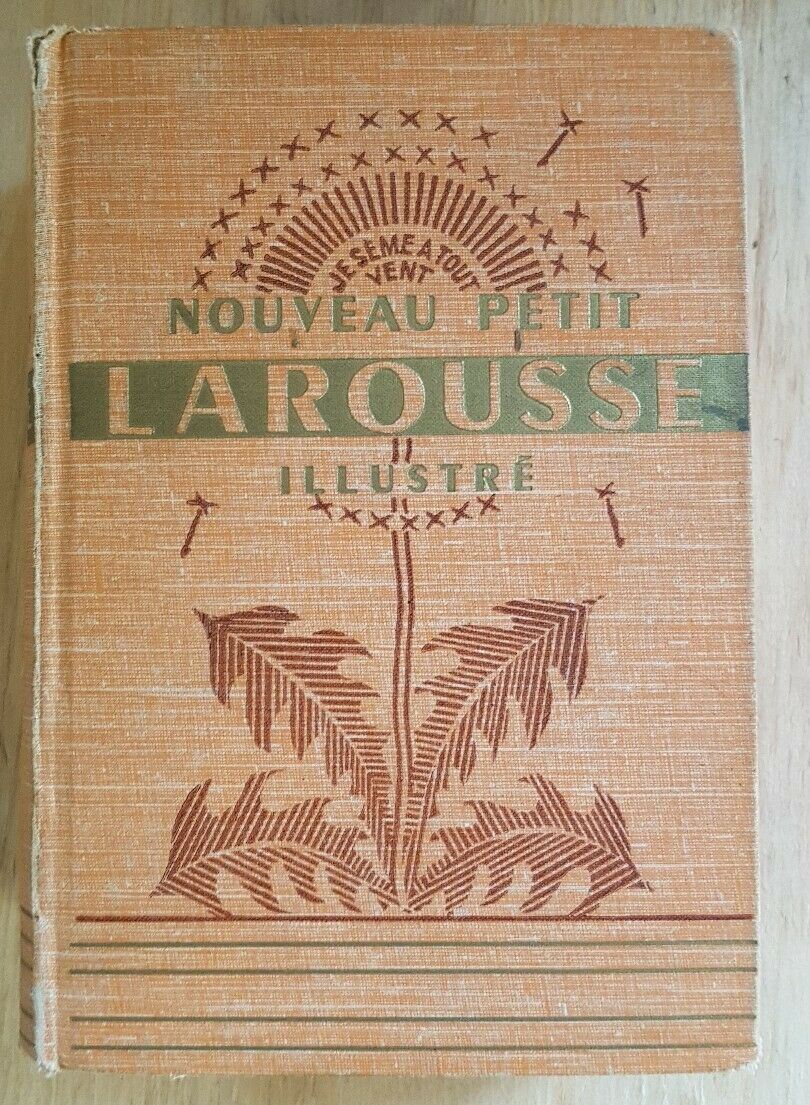 JE SÈME A TOUT
VENT
NOUVEAU PETIT
LAROUSSE
ILLUSTRÉ